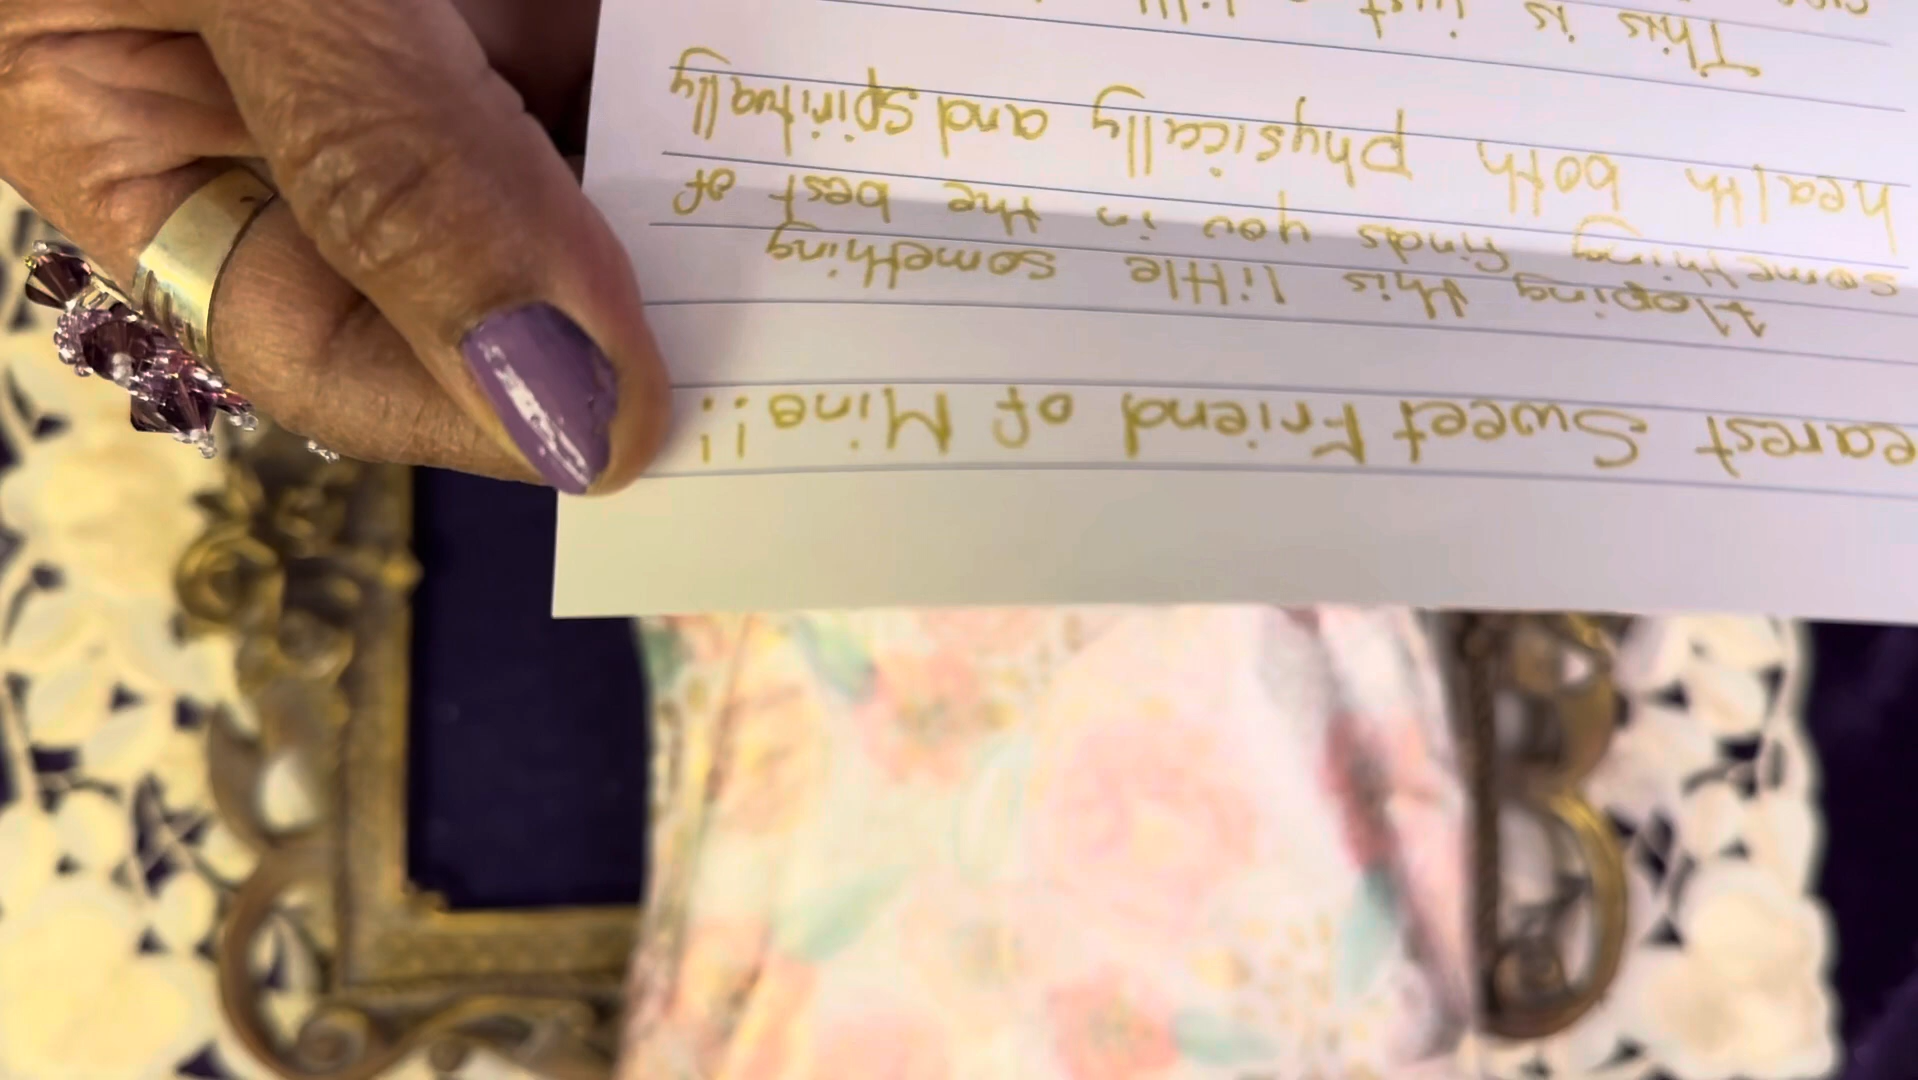 earest Sweet Friend of Mine!!
Hoping this little something
something finds you in the best of
health both physically and spiritually
This is just